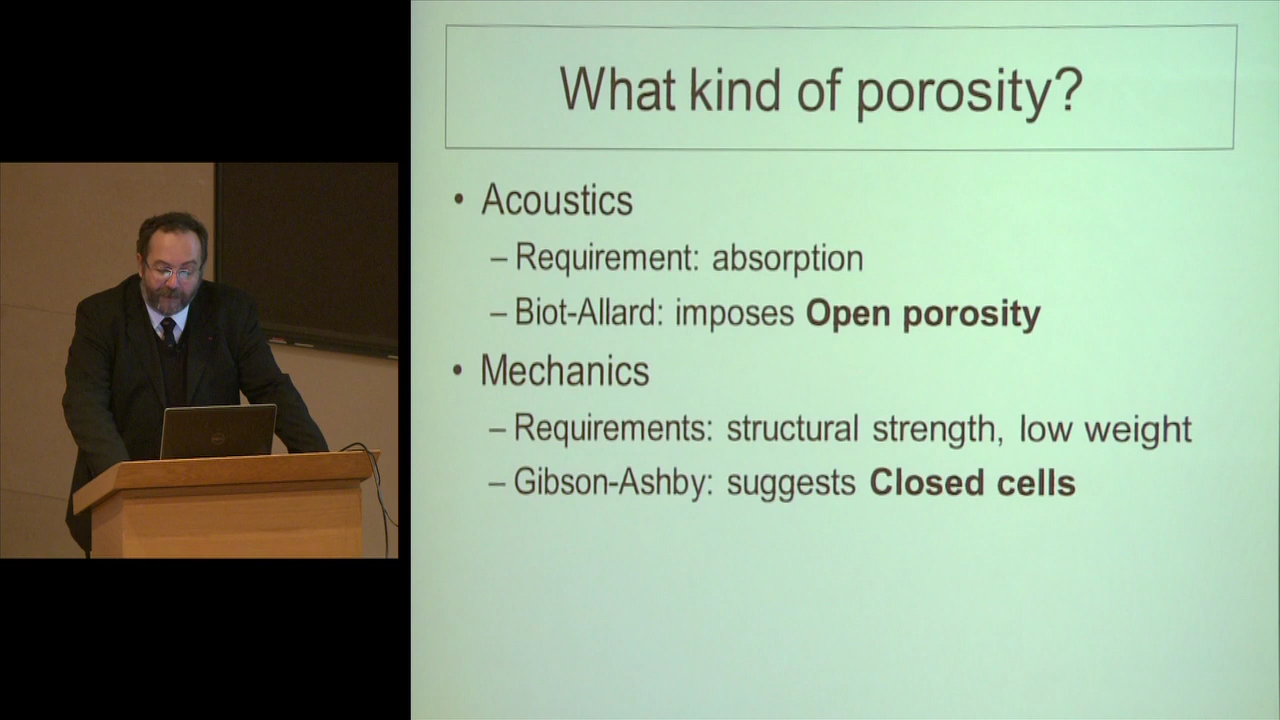 What kind of porosity?
• Acoustics
– Requirement: absorption
– Biot-Allard: imposes Open porosity
• Mechanics
– Requirements: structural strength, low weight
– Gibson-Ashby: suggests Closed cells